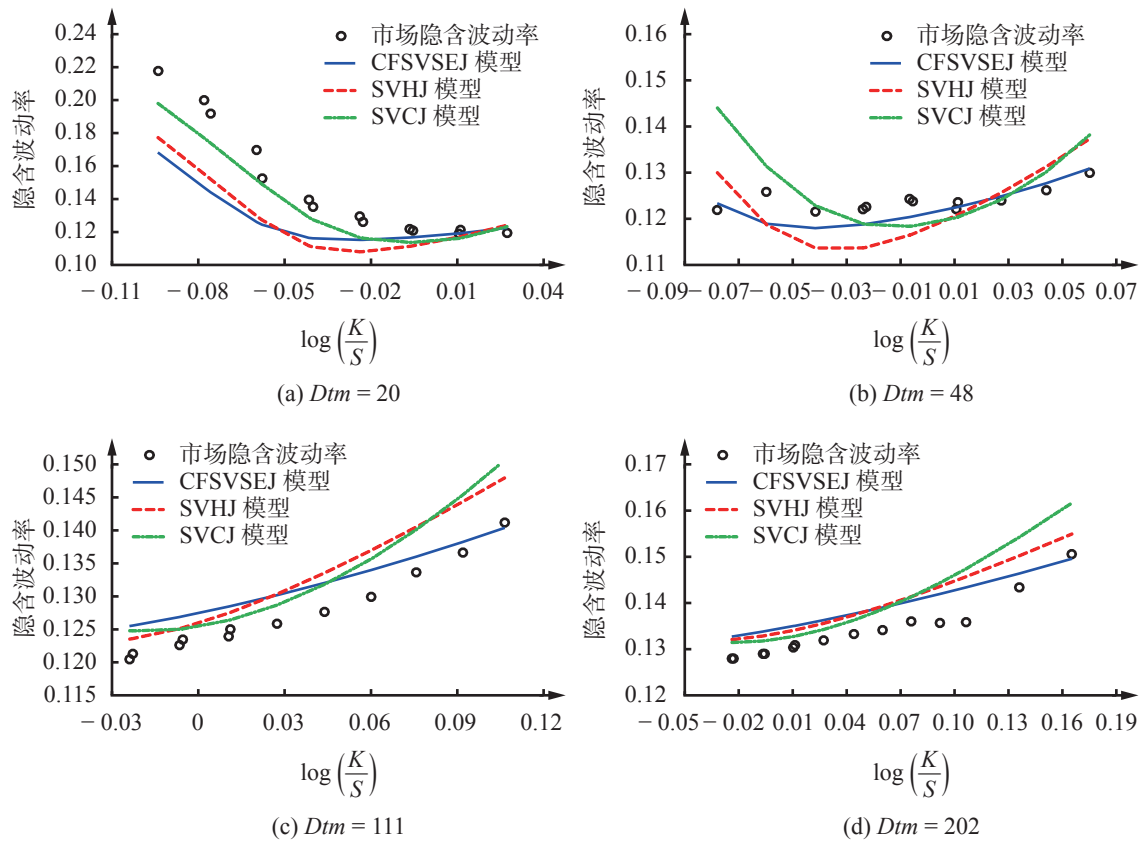 0.24
0.22
0.20
0.18
0.16
0.14
0.12
0.10
隐含波动率
市场隐含波动率
CFSVSEJ 模型
SVHJ 模型
SVCJ 模型
−0.11 −0.08 −0.05 −0.02 0.01 0.04
log(K/S)
(a) Dtm = 20
0.16
0.15
0.14
0.13
0.12
0.11
隐含波动率
市场隐含波动率
CFSVSEJ 模型
SVHJ 模型
SVCJ 模型
−0.09 −0.07 −0.05 −0.03 −0.01 0.01 0.03 0.05 0.07
log(K/S)
(b) Dtm = 48
0.150
0.145
0.140
0.135
0.130
0.125
0.120
0.115
隐含波动率
市场隐含波动率
CFSVSEJ 模型
SVHJ 模型
SVCJ 模型
−0.03 0 0.03 0.06 0.09 0.12
log(K/S)
(c) Dtm = 111
0.17
0.16
0.15
0.14
0.13
0.12
隐含波动率
市场隐含波动率
CFSVSEJ 模型
SVHJ 模型
SVCJ 模型
−0.05 −0.02 0.01 0.04 0.07 0.10 0.13 0.16 0.19
log(K/S)
(d) Dtm = 202